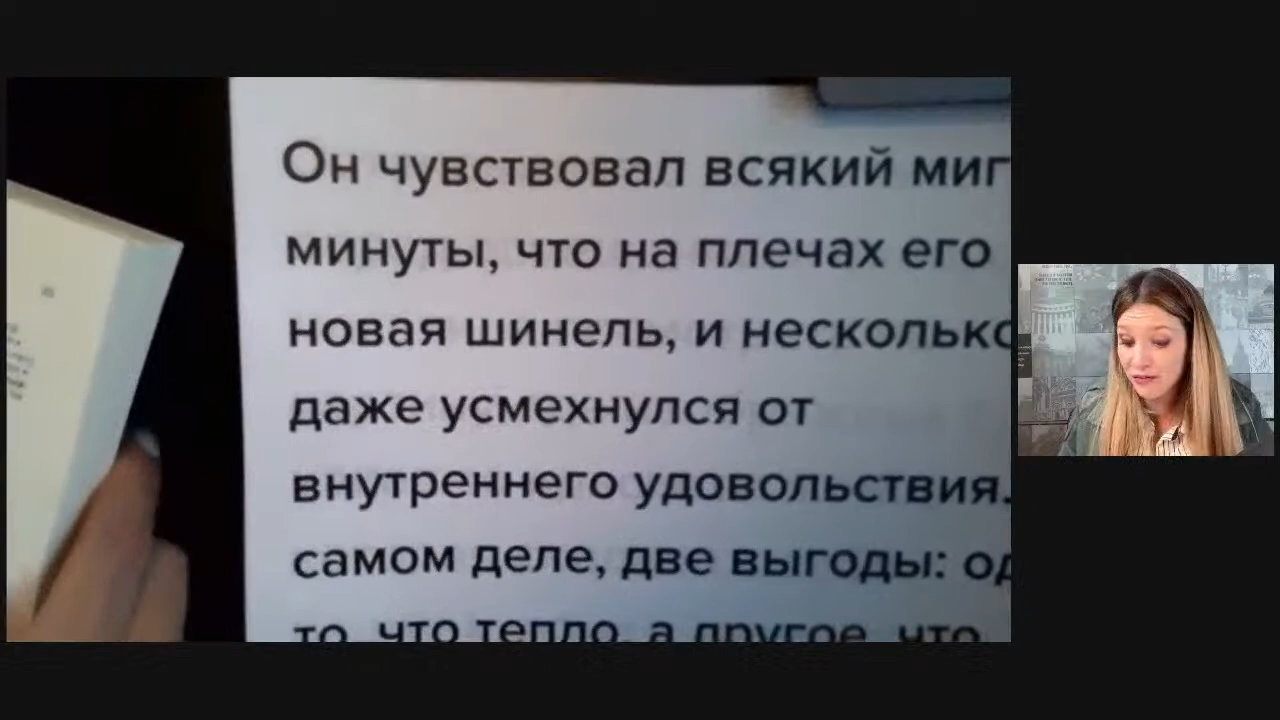 Он чувствовал всякий миг
минуты, что на плечах его
новая шинель, и несколько
даже усмехнулся от
внутреннего удовольствия.
самом деле, две выгоды:
то, что тепло, а другое, что